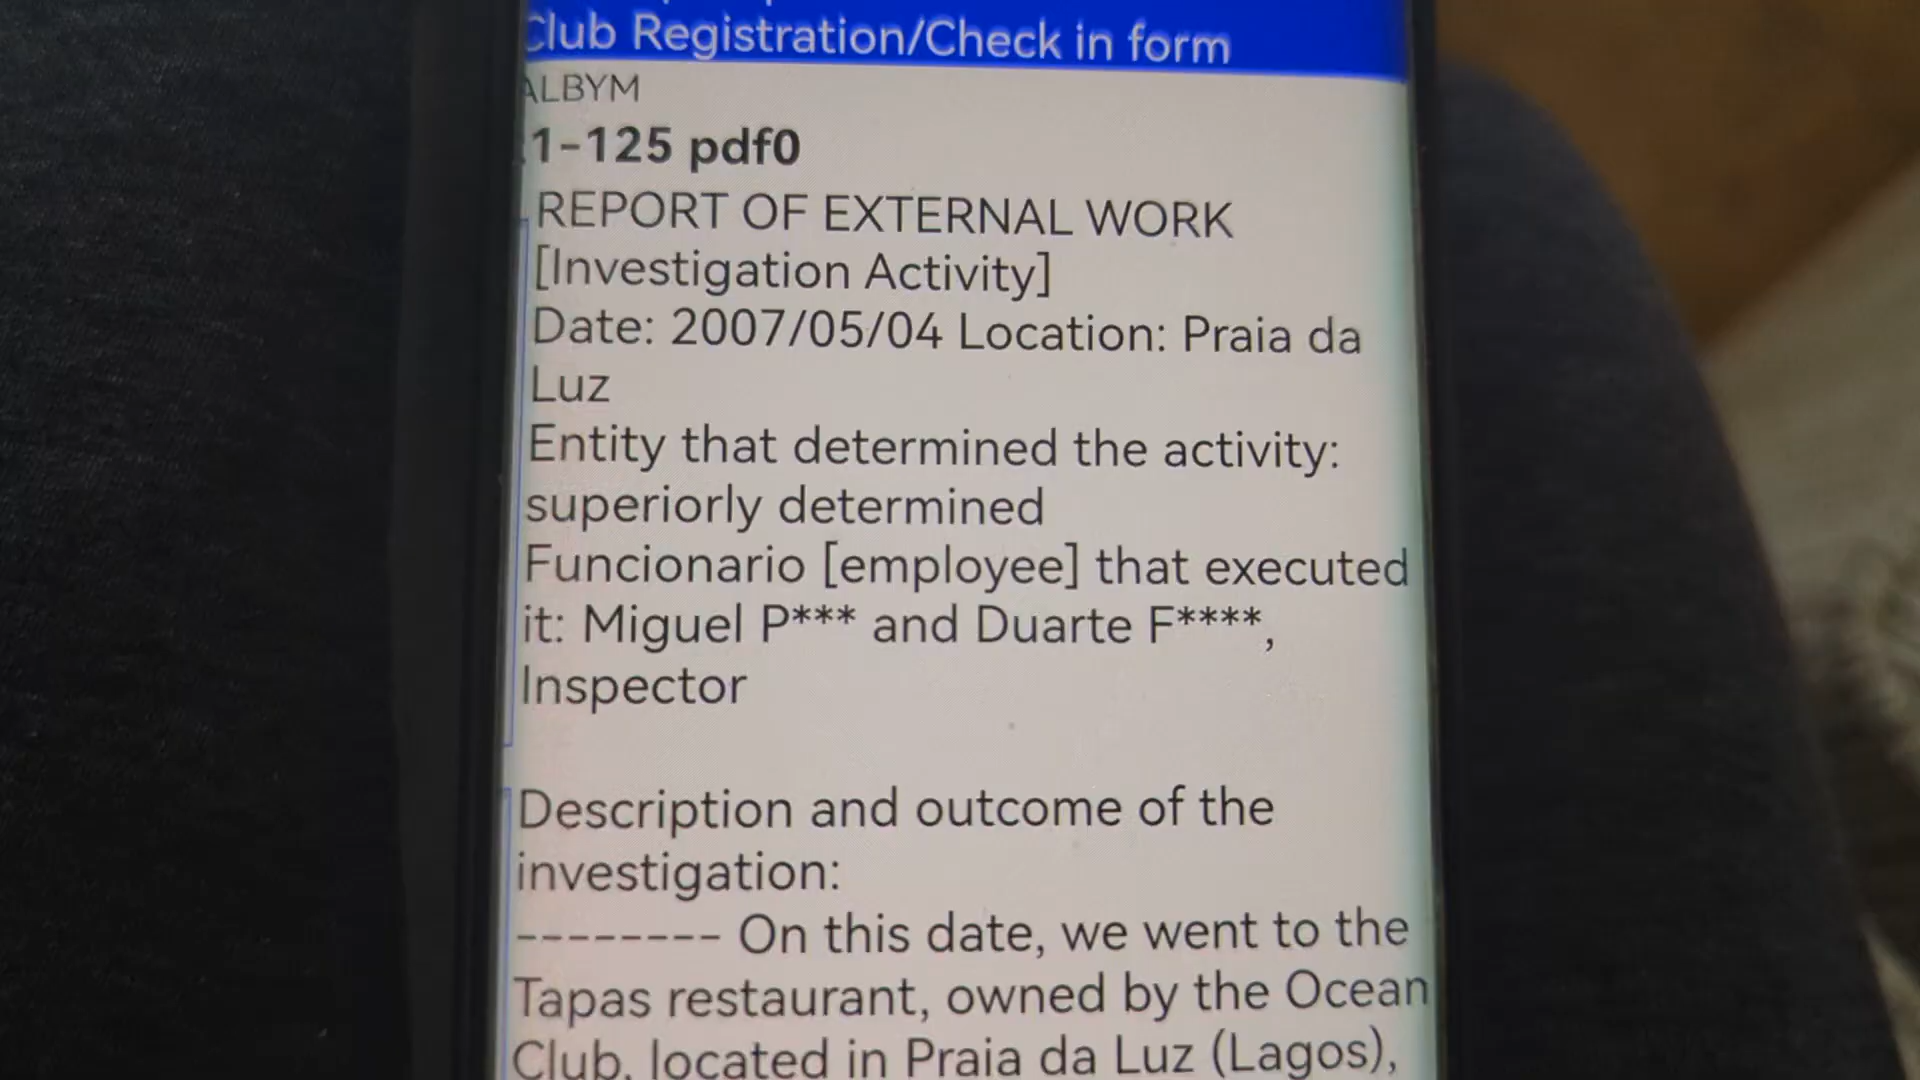 Club Registration/Check in form
ALBYM
1-125 pdf0
REPORT OF EXTERNAL WORK
[Investigation Activity]
Date: 2007/05/04 Location: Praia da
Luz
Entity that determined the activity:
superiorly determined
Funcionario [employee] that executed
it: Miguel P*** and Duarte F****,
Inspector
Description and outcome of the
investigation:
-------- On this date, we went to the
Tapas restaurant, owned by the Ocean
Club, located in Praia da Luz (Lagos),